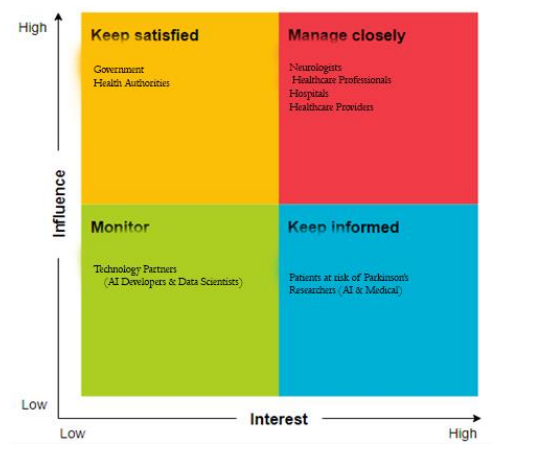 High
Keep satisfied
Government
Health Authorities
Manage closely
Neurologists
Healthcare Professionals
Hospitals
Healthcare Providers
Influence
Monitor
Technology Partners
(AI Developers & Data Scientists)
Keep informed
Patients at risk of Parkinson's
Researchers (AI & Medical)
Low
Interest
Low
High